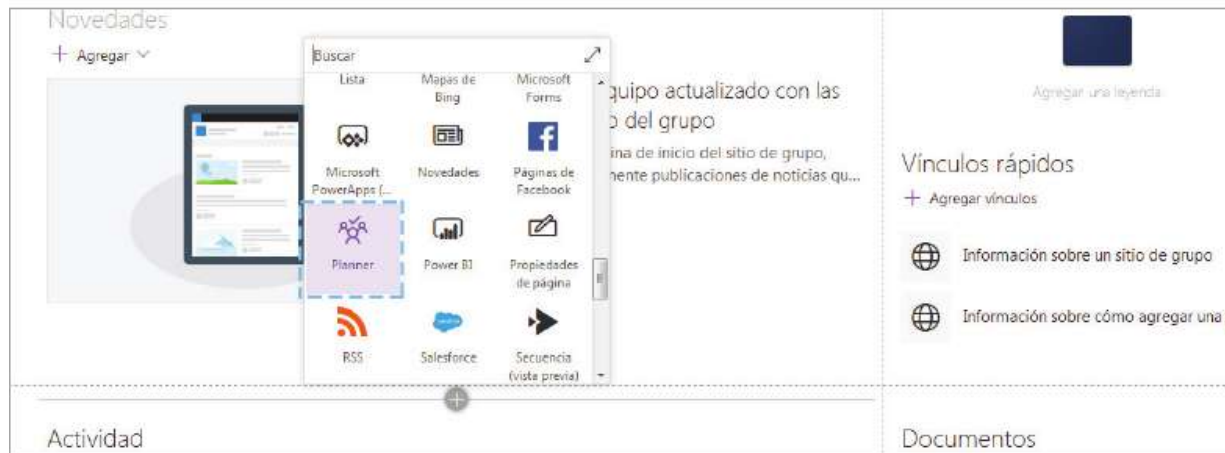 Novedades
+ Agregar
Buscar
Lista
Mapas de
Bing
Microsoft
Forms
Microsoft
PowerApps (...
Novedades
Páginas de
Facebook
Planner
Power BI
Propiedades
de página
RSS
Salesforce
Secuencia
(vista previa)
quipo actualizado con las
o del grupo
ina de inicio del sitio de grupo,
nente publicaciones de noticias qu...
Actividad
Agregar una leyenda
Vínculos rápidos
+ Agregar vínculos
Información sobre un sitio de grupo
Información sobre cómo agregar una
Documentos